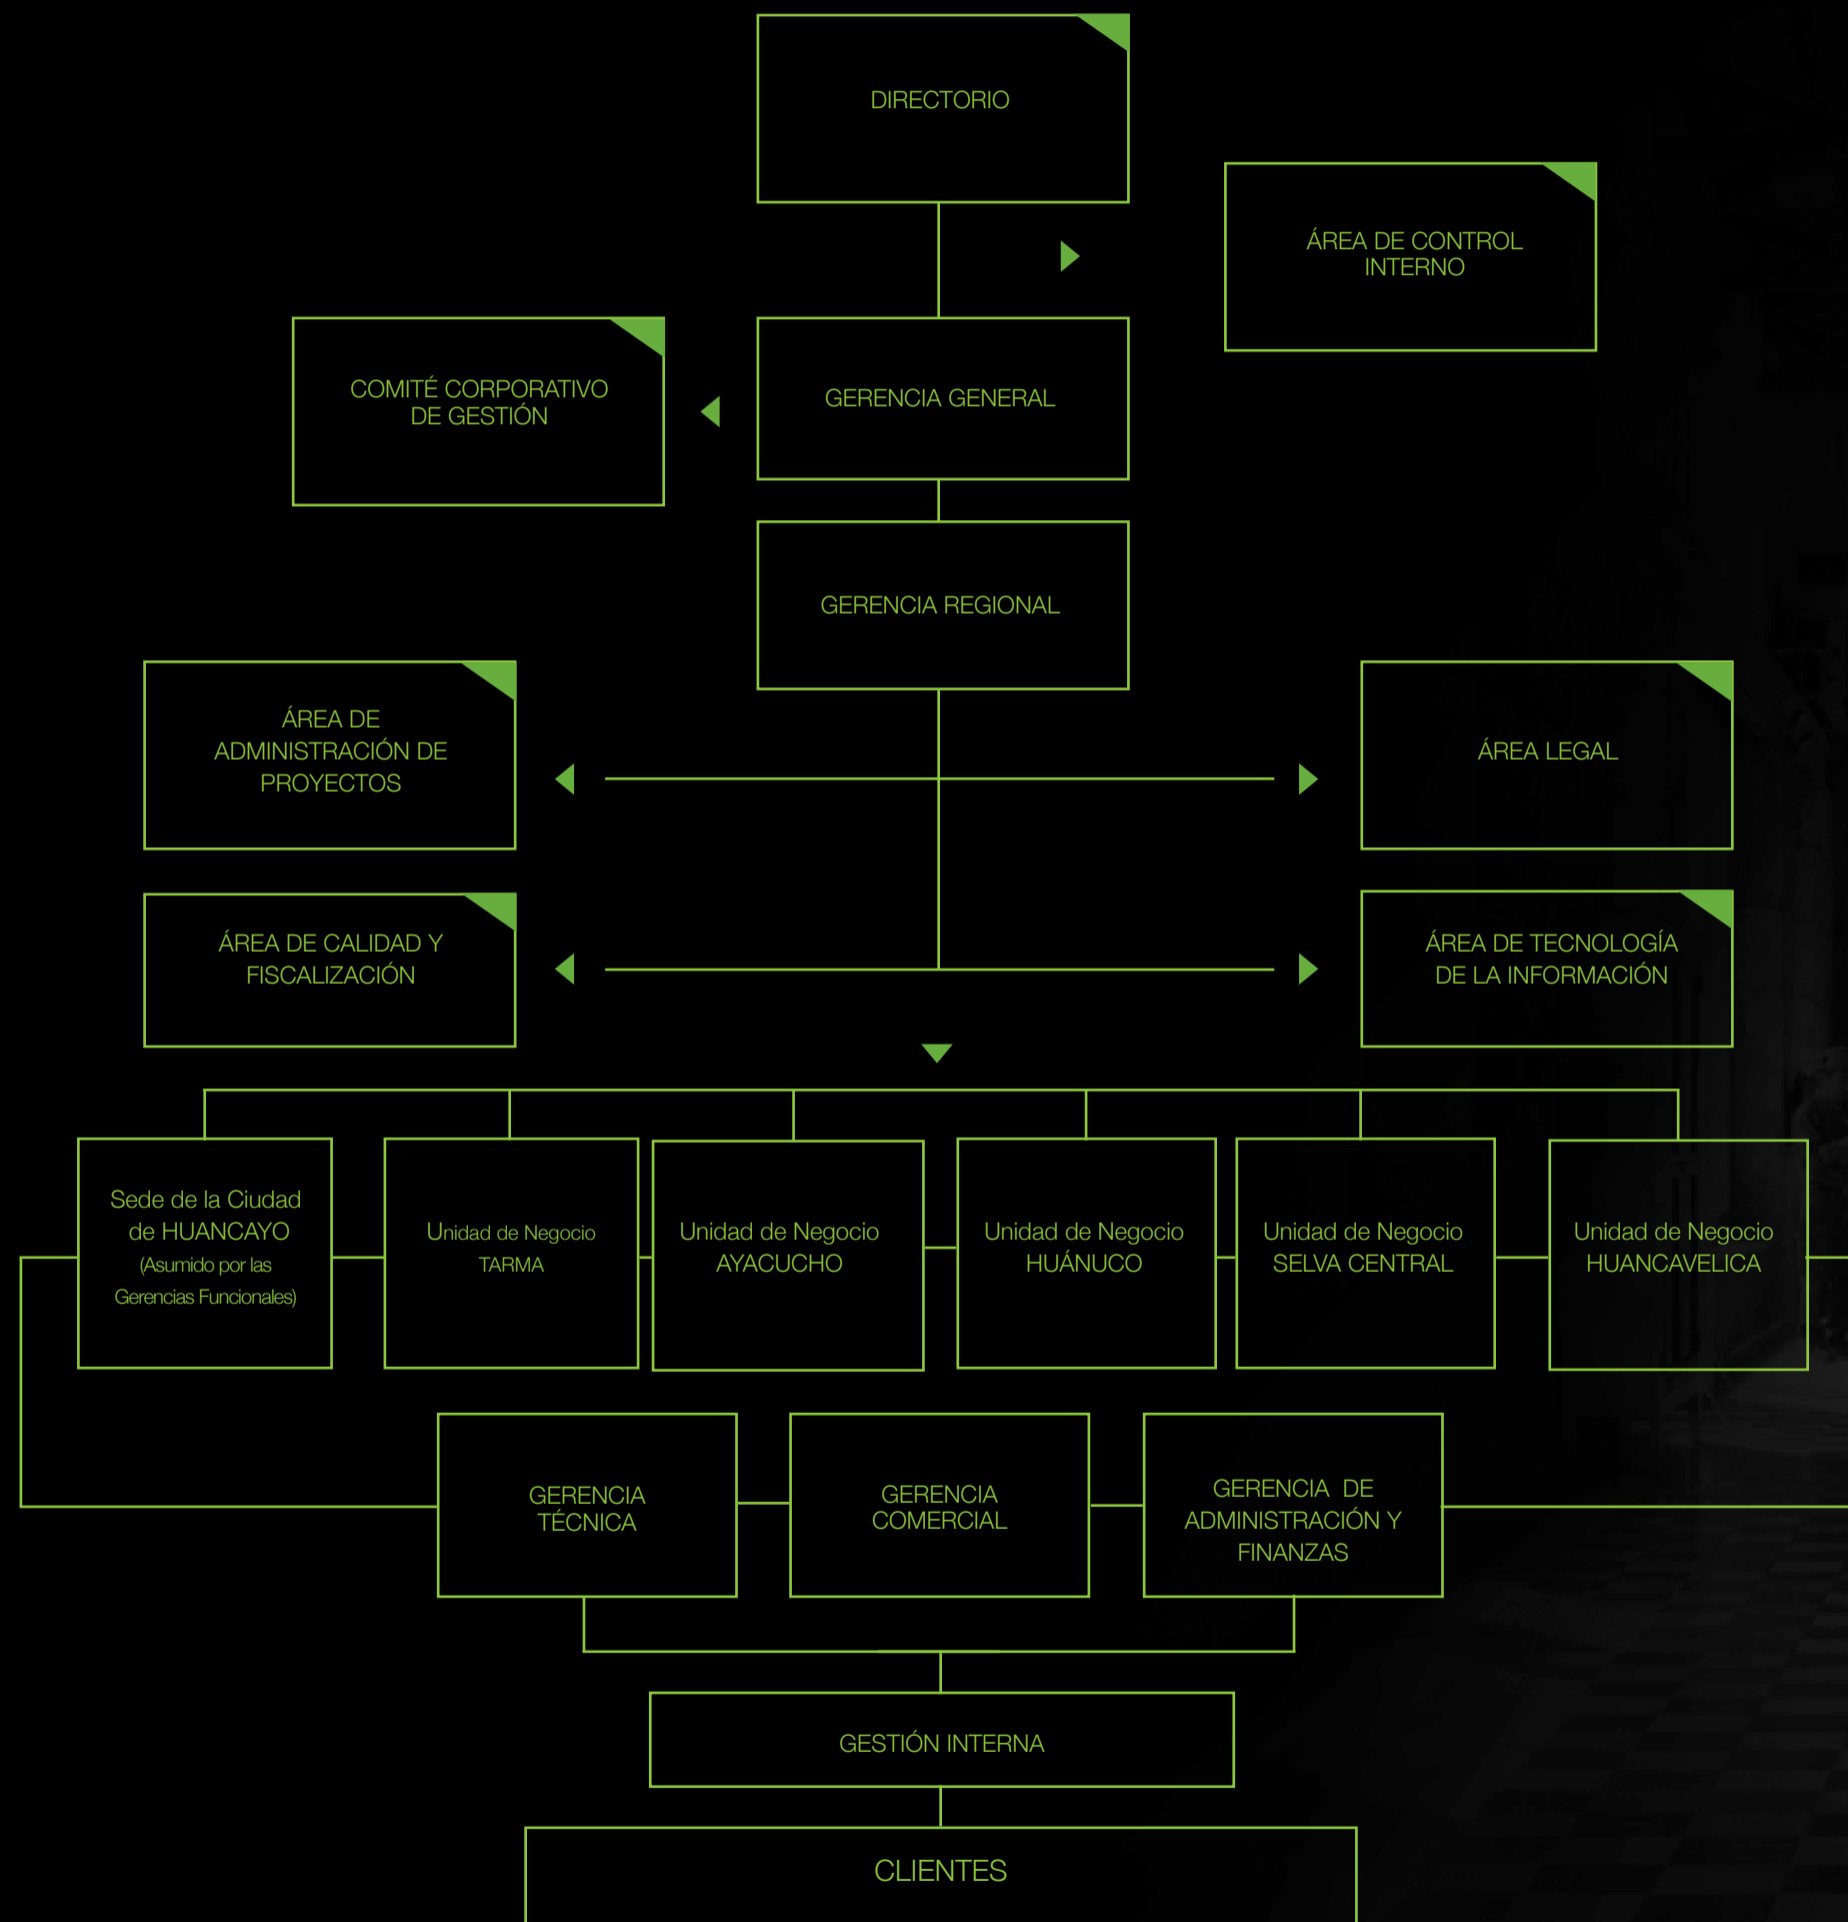 DIRECTORIO
ÁREA DE CONTROL
INTERNO
COMITÉ CORPORATIVO
DE GESTIÓN
GERENCIA GENERAL
GERENCIA REGIONAL
ÁREA DE
ADMINISTRACIÓN DE
PROYECTOS
ÁREA LEGAL
ÁREA DE CALIDAD Y
FISCALIZACIÓN
ÁREA DE TECNOLOGÍA
DE LA INFORMACIÓN
Sede de la Ciudad
de HUANCAYO
(Asumido por las
Gerencias Funcionales)
Unidad de Negocio
TARMA
Unidad de Negocio
AYACUCHO
Unidad de Negocio
HUÁNUCO
Unidad de Negocio
SELVA CENTRAL
Unidad de Negocio
HUANCAVELICA
GERENCIA
TÉCNICA
GERENCIA
COMERCIAL
GERENCIA DE
ADMINISTRACIÓN Y
FINANZAS
GESTIÓN INTERNA
CLIENTES